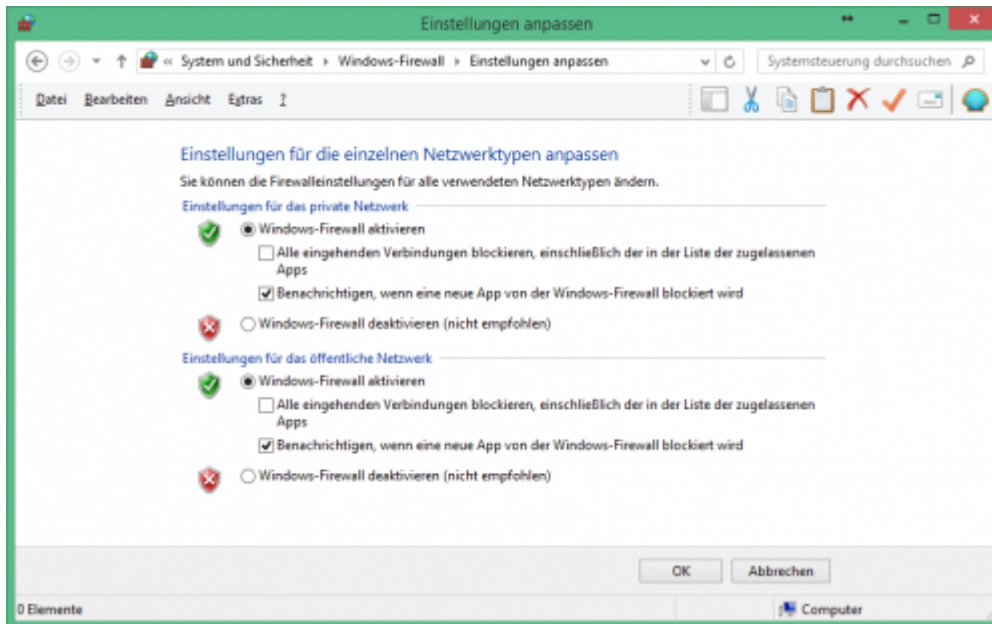 Einstellungen anpassen
« System und Sicherheit Windows-Firewall Einstellungen anpassen
Systemsteuerung durchsuchen
Datei Bearbeiten Ansicht Extras ?
Einstellungen für die einzelnen Netzwerktypen anpassen
Sie können die Firewalleinstellungen für alle verwendeten Netzwerktypen ändern.
Einstellungen für das private Netzwerk
Windows-Firewall aktivieren
Alle eingehenden Verbindungen blockieren, einschließlich der in der Liste der zugelassenen
Apps
Benachrichtigen, wenn eine neue App von der Windows-Firewall blockiert wird
Windows-Firewall deaktivieren (nicht empfohlen)
Einstellungen für das öffentliche Netzwerk
Windows-Firewall aktivieren
Alle eingehenden Verbindungen blockieren, einschließlich der in der Liste der zugelassenen
Apps
Benachrichtigen, wenn eine neue App von der Windows-Firewall blockiert wird
Windows-Firewall deaktivieren (nicht empfohlen)
OK Abbrechen
0 Elemente Computer